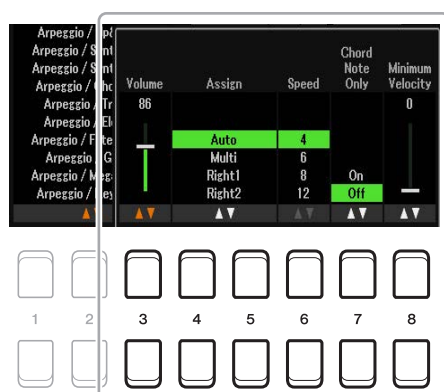 Arpeggio /
Arpeggio /
Arpeggio /
Arpeggio /
Arpeggio /
Arpeggio /
Arpeggio /
Arpeggio /
Arpeggio /
Arpeggio /
Volume Assign Speed Chord Note Only Minimum Velocity
86 0
Auto 4
Multi 6
Right1 8 On
Right2 12 Off
1 2 3 4 5 6 7 8